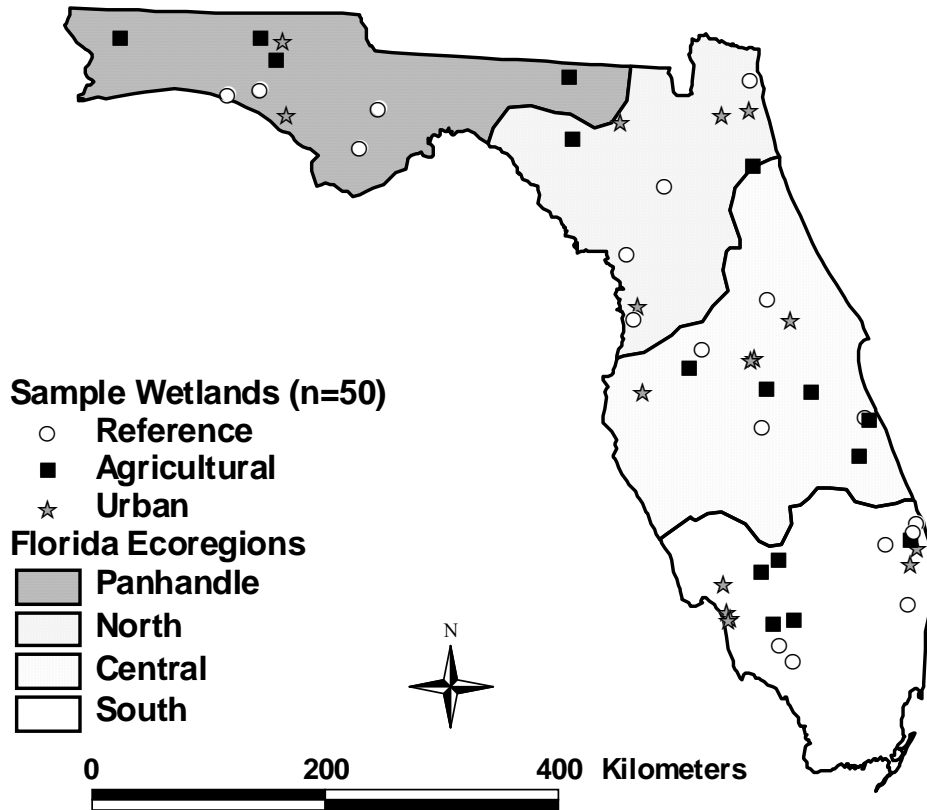 Sample Wetlands (n=50)
Reference
Agricultural
Urban
Florida Ecoregions
Panhandle
North
Central
South
N
0 200 400 Kilometers